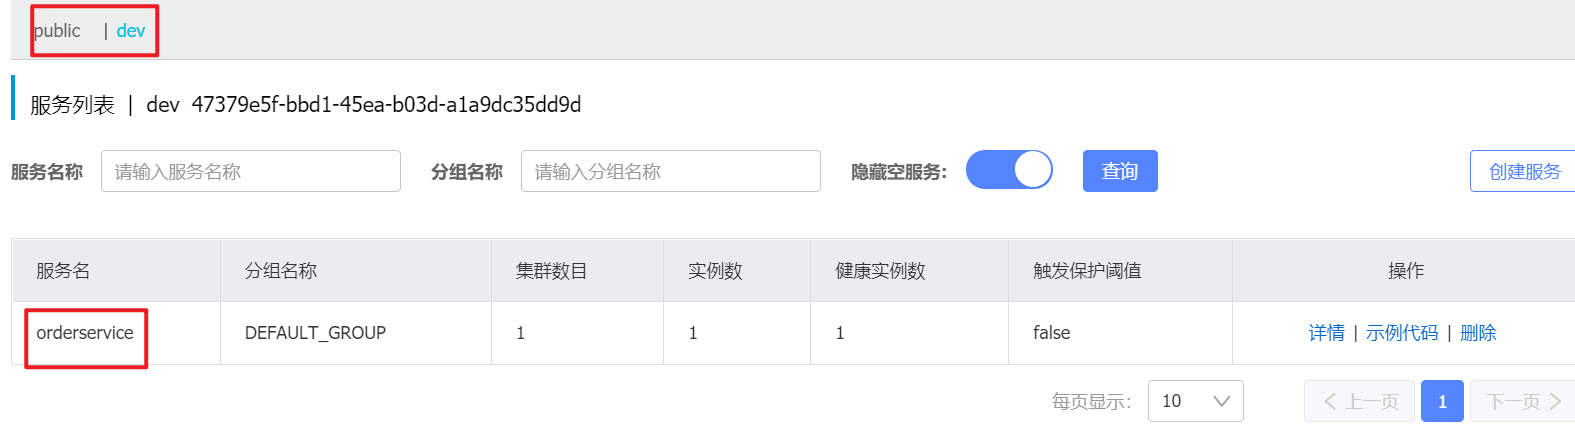 public | dev
服务列表 | dev 47379e5f-bbd1-45ea-b03d-a1a9dc35dd9d
服务名称 请输入服务名称 分组名称 请输入分组名称 隐藏空服务: 查询 创建服务
服务名 分组名称 集群数目 实例数 健康实例数 触发保护阈值 操作
orderservice DEFAULT_GROUP 1 1 1 false 详情 | 示例代码 | 删除
每页显示: 10 上一页 1 下一页